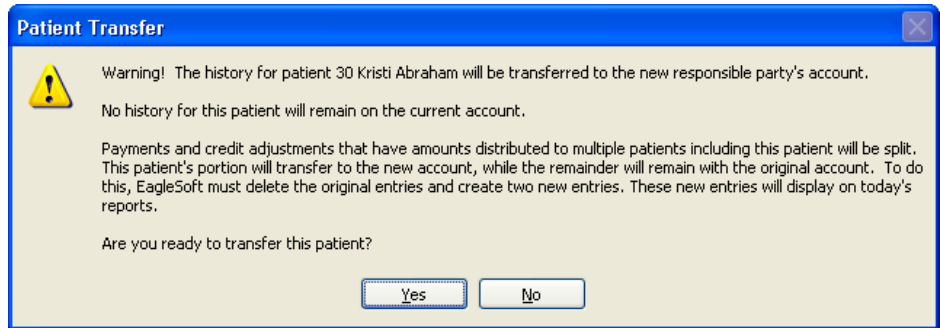 Patient Transfer
Warning!  The history for patient 30 Kristi Abraham will be transferred to the new responsible party's account.
No history for this patient will remain on the current account.
Payments and credit adjustments that have amounts distributed to multiple patients including this patient will be split.
This patient's portion will transfer to the new account, while the remainder will remain with the original account.  To do
this, EagleSoft must delete the original entries and create two new entries. These new entries will display on today's
reports.
Are you ready to transfer this patient?
Yes No